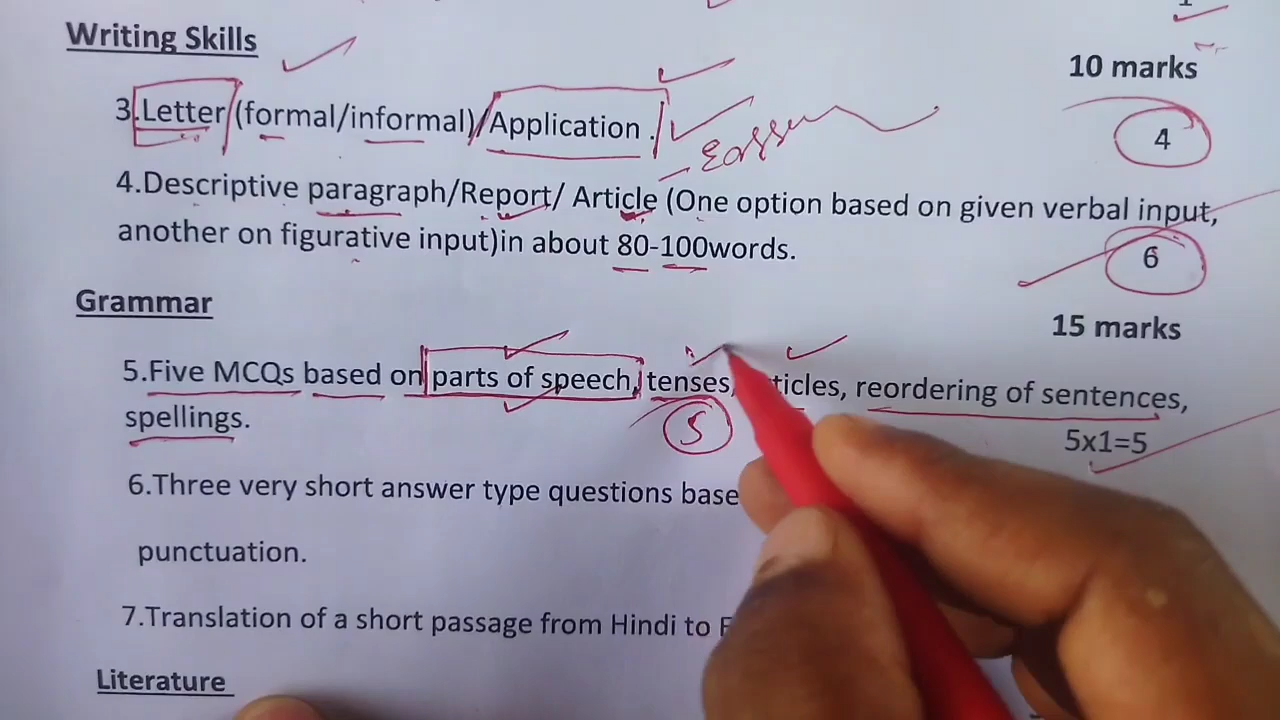 Writing Skills
10 marks
3.Letter (formal/informal)/Application .
4
4.Descriptive paragraph/Report/ Article (One option based on given verbal input,
another on figurative input)in about 80-100words.
6
Grammar
15 marks
5.Five MCQs based on parts of speech, tenses, ticles, reordering of sentences,
spellings.
5
5x1=5
6.Three very short answer type questions base
punctuation.
7.Translation of a short passage from Hindi to
Literature